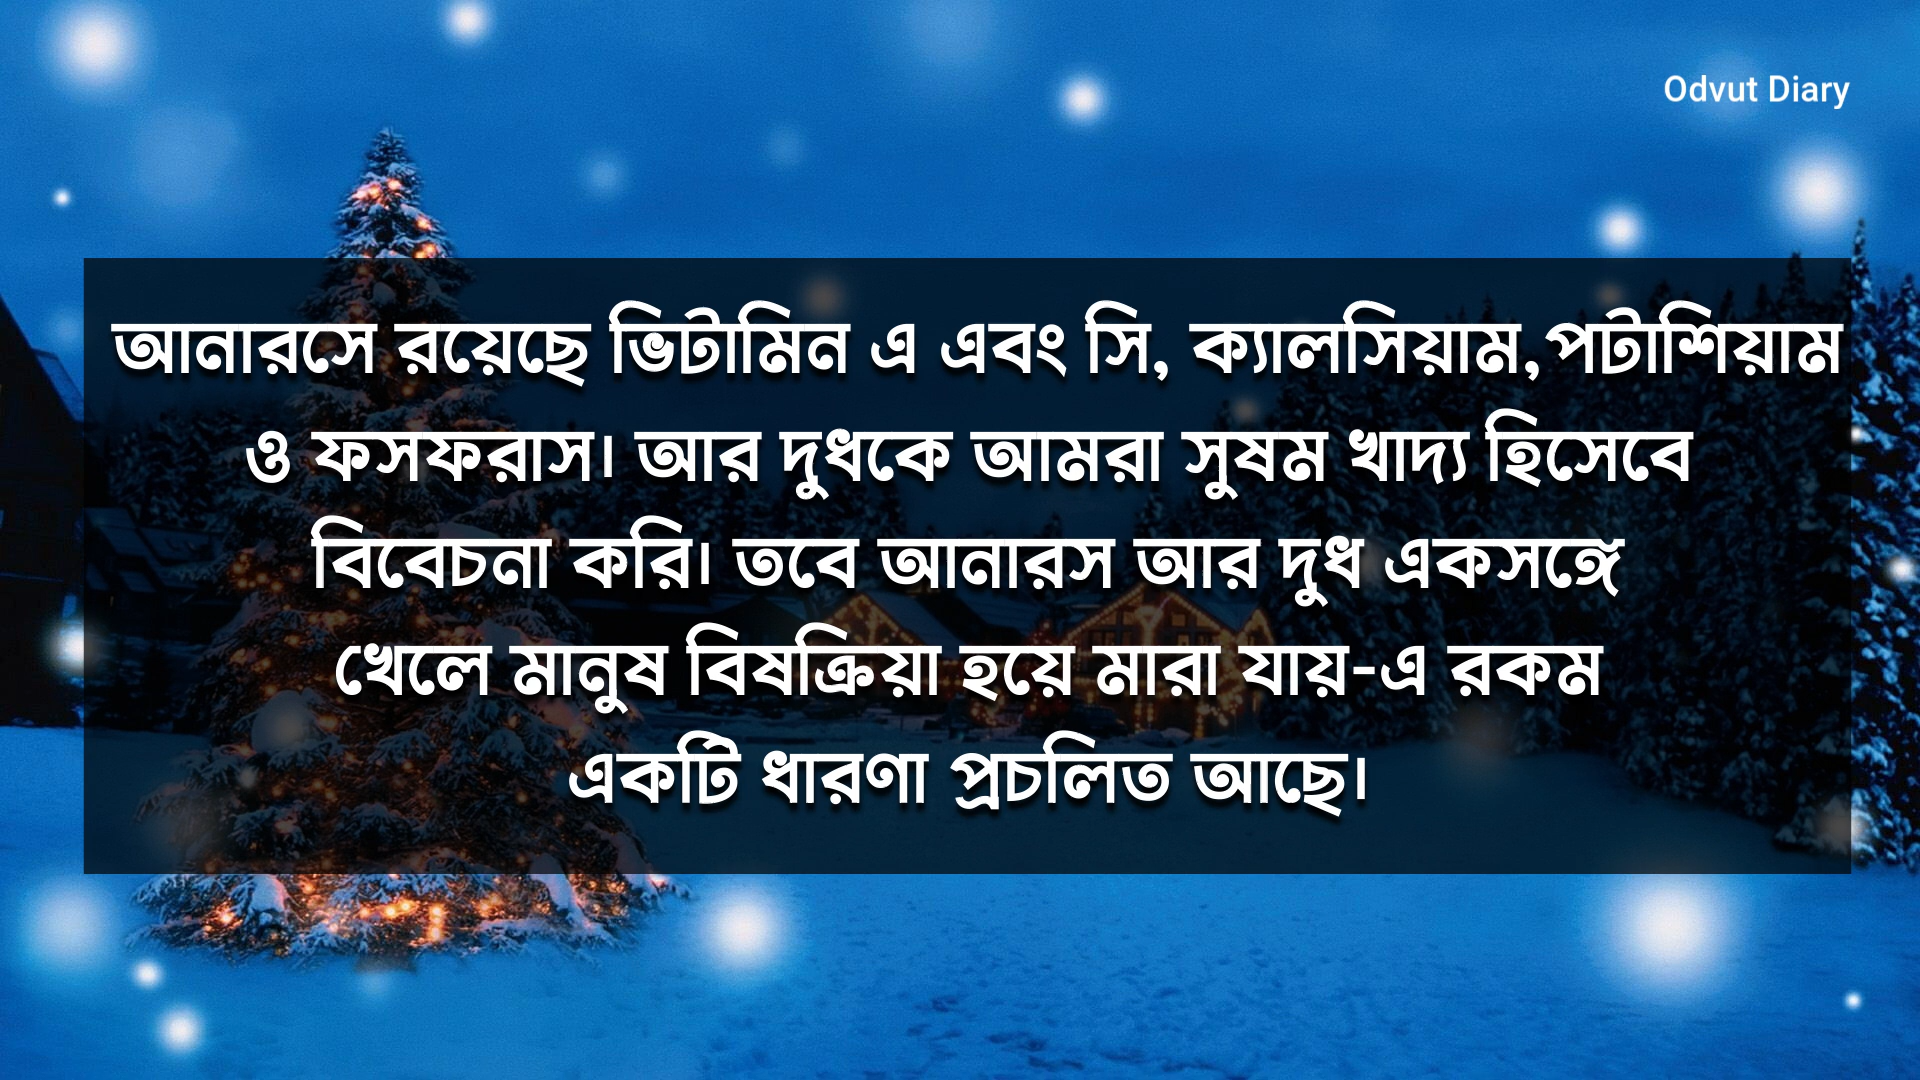 Odvut Diary
আনারসে রয়েছে ভিটামিন এ এবং সি, ক্যালসিয়াম,পটাশিয়াম
ও ফসফরাস। আর দুধকে আমরা সুষম খাদ্য হিসেবে
বিবেচনা করি। তবে আনারস আর দুধ একসঙ্গে
খেলে মানুষ বিষক্রিয়া হয়ে মারা যায়-এ রকম
একটি ধারণা প্রচলিত আছে।